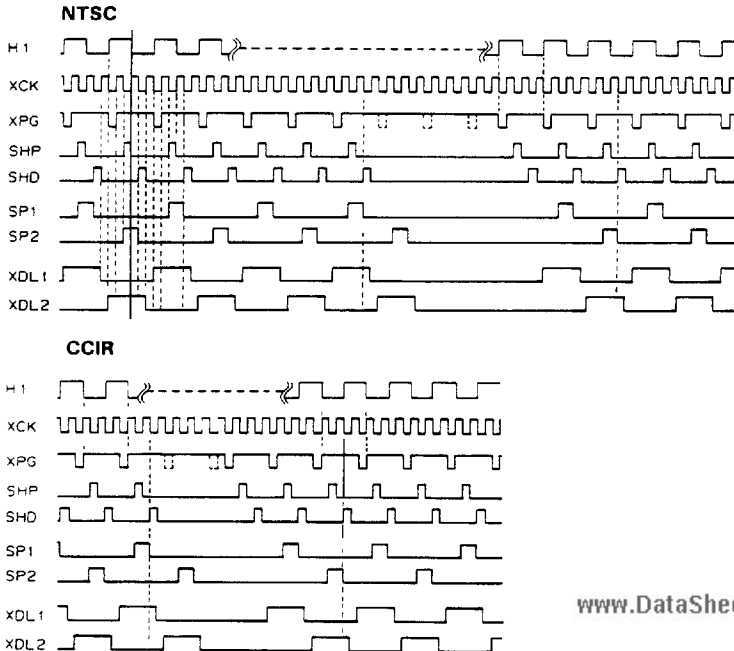 NTSC
H1
XCK
XPG
SHP
SHD
SP1
SP2
XDL1
XDL2
CCIR
H1
XCK
XPG
SHP
SHD
SP1
SP2
XDL1
XDL2
www.DataShe